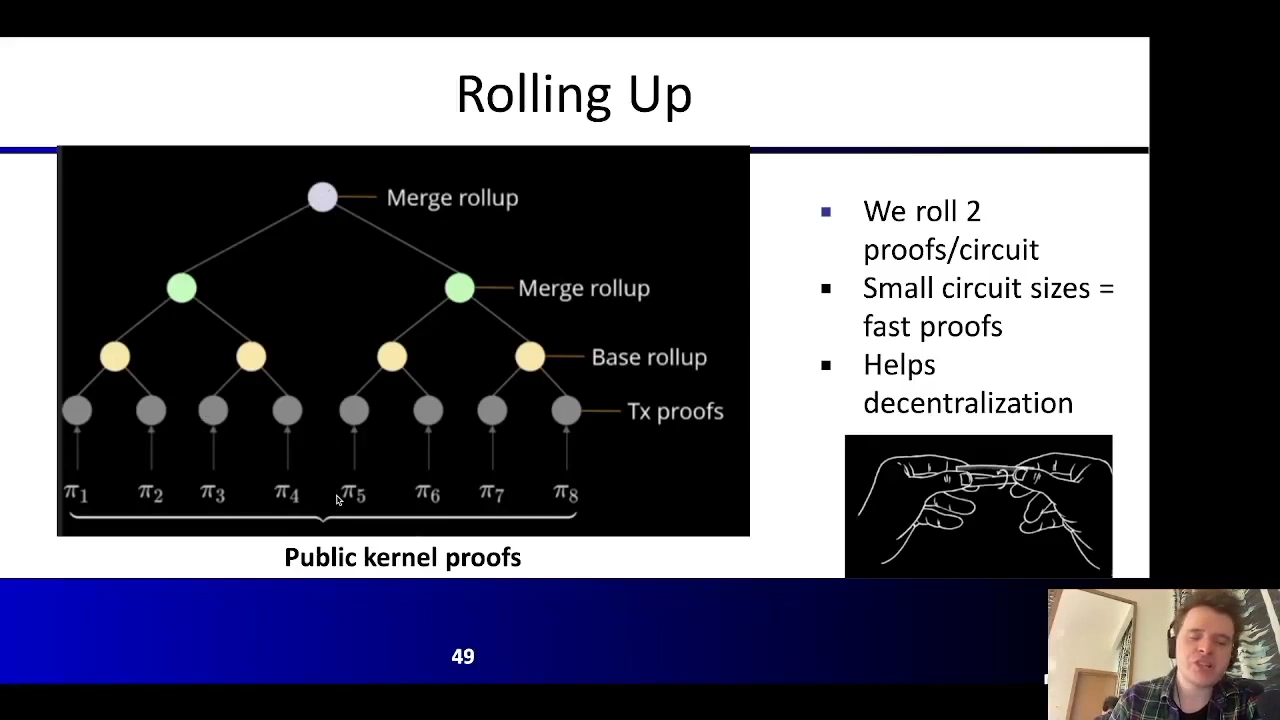 Rolling Up
Merge rollup
Merge rollup
Base rollup
Tx proofs
π1 π2 π3 π4 π5 π6 π7 π8
Public kernel proofs
▪ We roll 2
proofs/circuit
▪ Small circuit sizes =
fast proofs
▪ Helps
decentralization
49